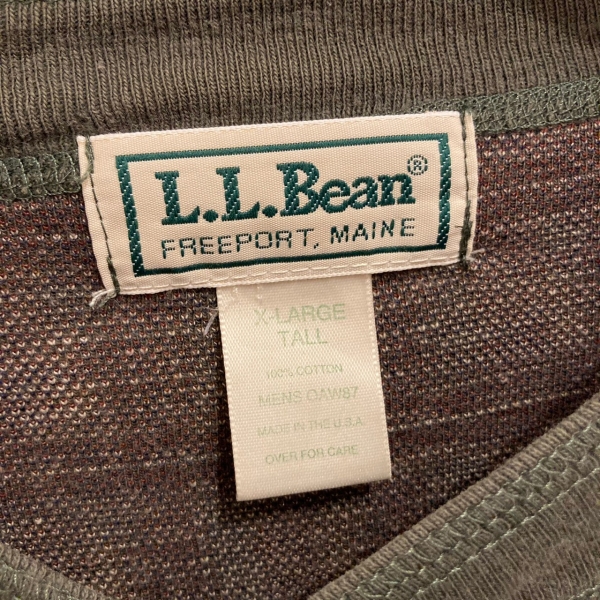 L.L.Bean®
FREEPORT, MAINE
X-LARGE
TALL
100% COTTON
MENS OAW87
MADE IN THE U.S.A.
OVER FOR CARE